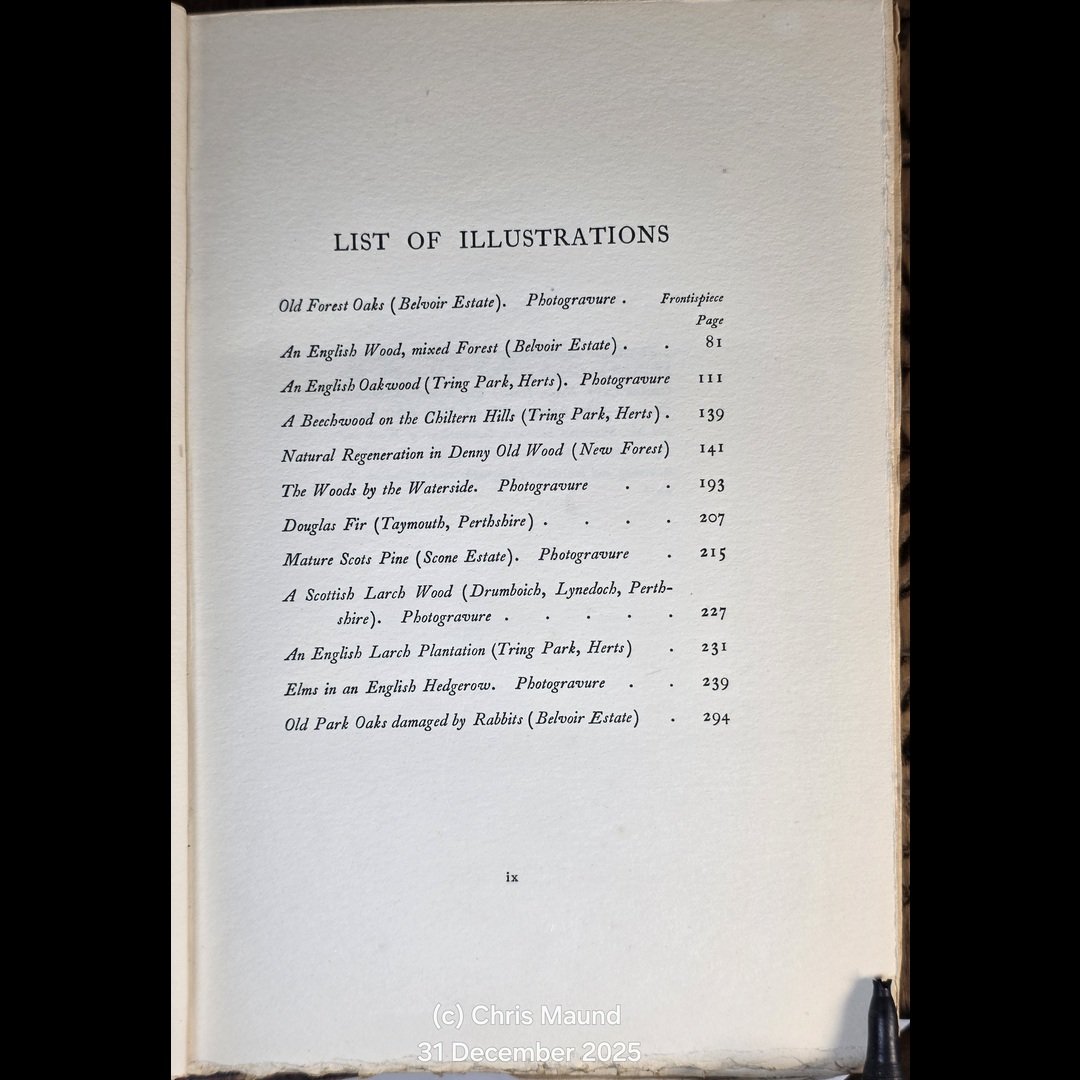 LIST OF ILLUSTRATIONS
Old Forest Oaks (Belvoir Estate). Photogravure . Frontispiece
Page
An English Wood, mixed Forest (Belvoir Estate) . . 81
An English Oakwood (Tring Park, Herts). Photogravure 111
A Beechwood on the Chiltern Hills (Tring Park, Herts) . 139
Natural Regeneration in Denny Old Wood (New Forest) 141
The Woods by the Waterside. Photogravure . . 193
Douglas Fir (Taymouth, Perthshire) . . . . 207
Mature Scots Pine (Scone Estate). Photogravure . 215
A Scottish Larch Wood (Drumboich, Lynedoch, Perth-
shire). Photogravure . . . . . 227
An English Larch Plantation (Tring Park, Herts) . 231
Elms in an English Hedgerow. Photogravure . . 239
Old Park Oaks damaged by Rabbits (Belvoir Estate) . 294
ix
(c) Chris Maund
31 December 2025